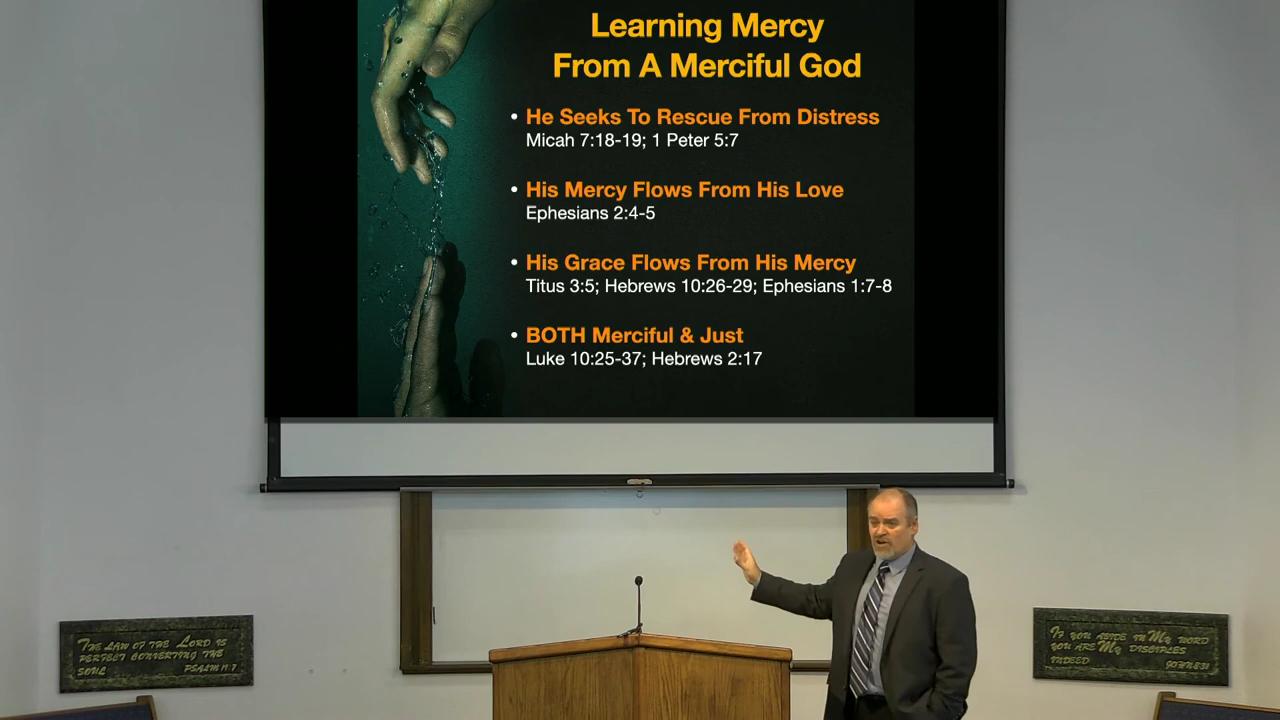 Learning Mercy
From A Merciful God
• He Seeks To Rescue From Distress
Micah 7:18-19; 1 Peter 5:7
• His Mercy Flows From His Love
Ephesians 2:4-5
• His Grace Flows From His Mercy
Titus 3:5; Hebrews 10:26-29; Ephesians 1:7-8
• BOTH Merciful & Just
Luke 10:25-37; Hebrews 2:17
THE LAW OF THE LORD IS
PERFECT CONVERTING THE
SOUL PSALM 19:7
IF YOU ABIDE IN MY WORD
YOU ARE MY DISCIPLES
INDEED JOHN 8:31